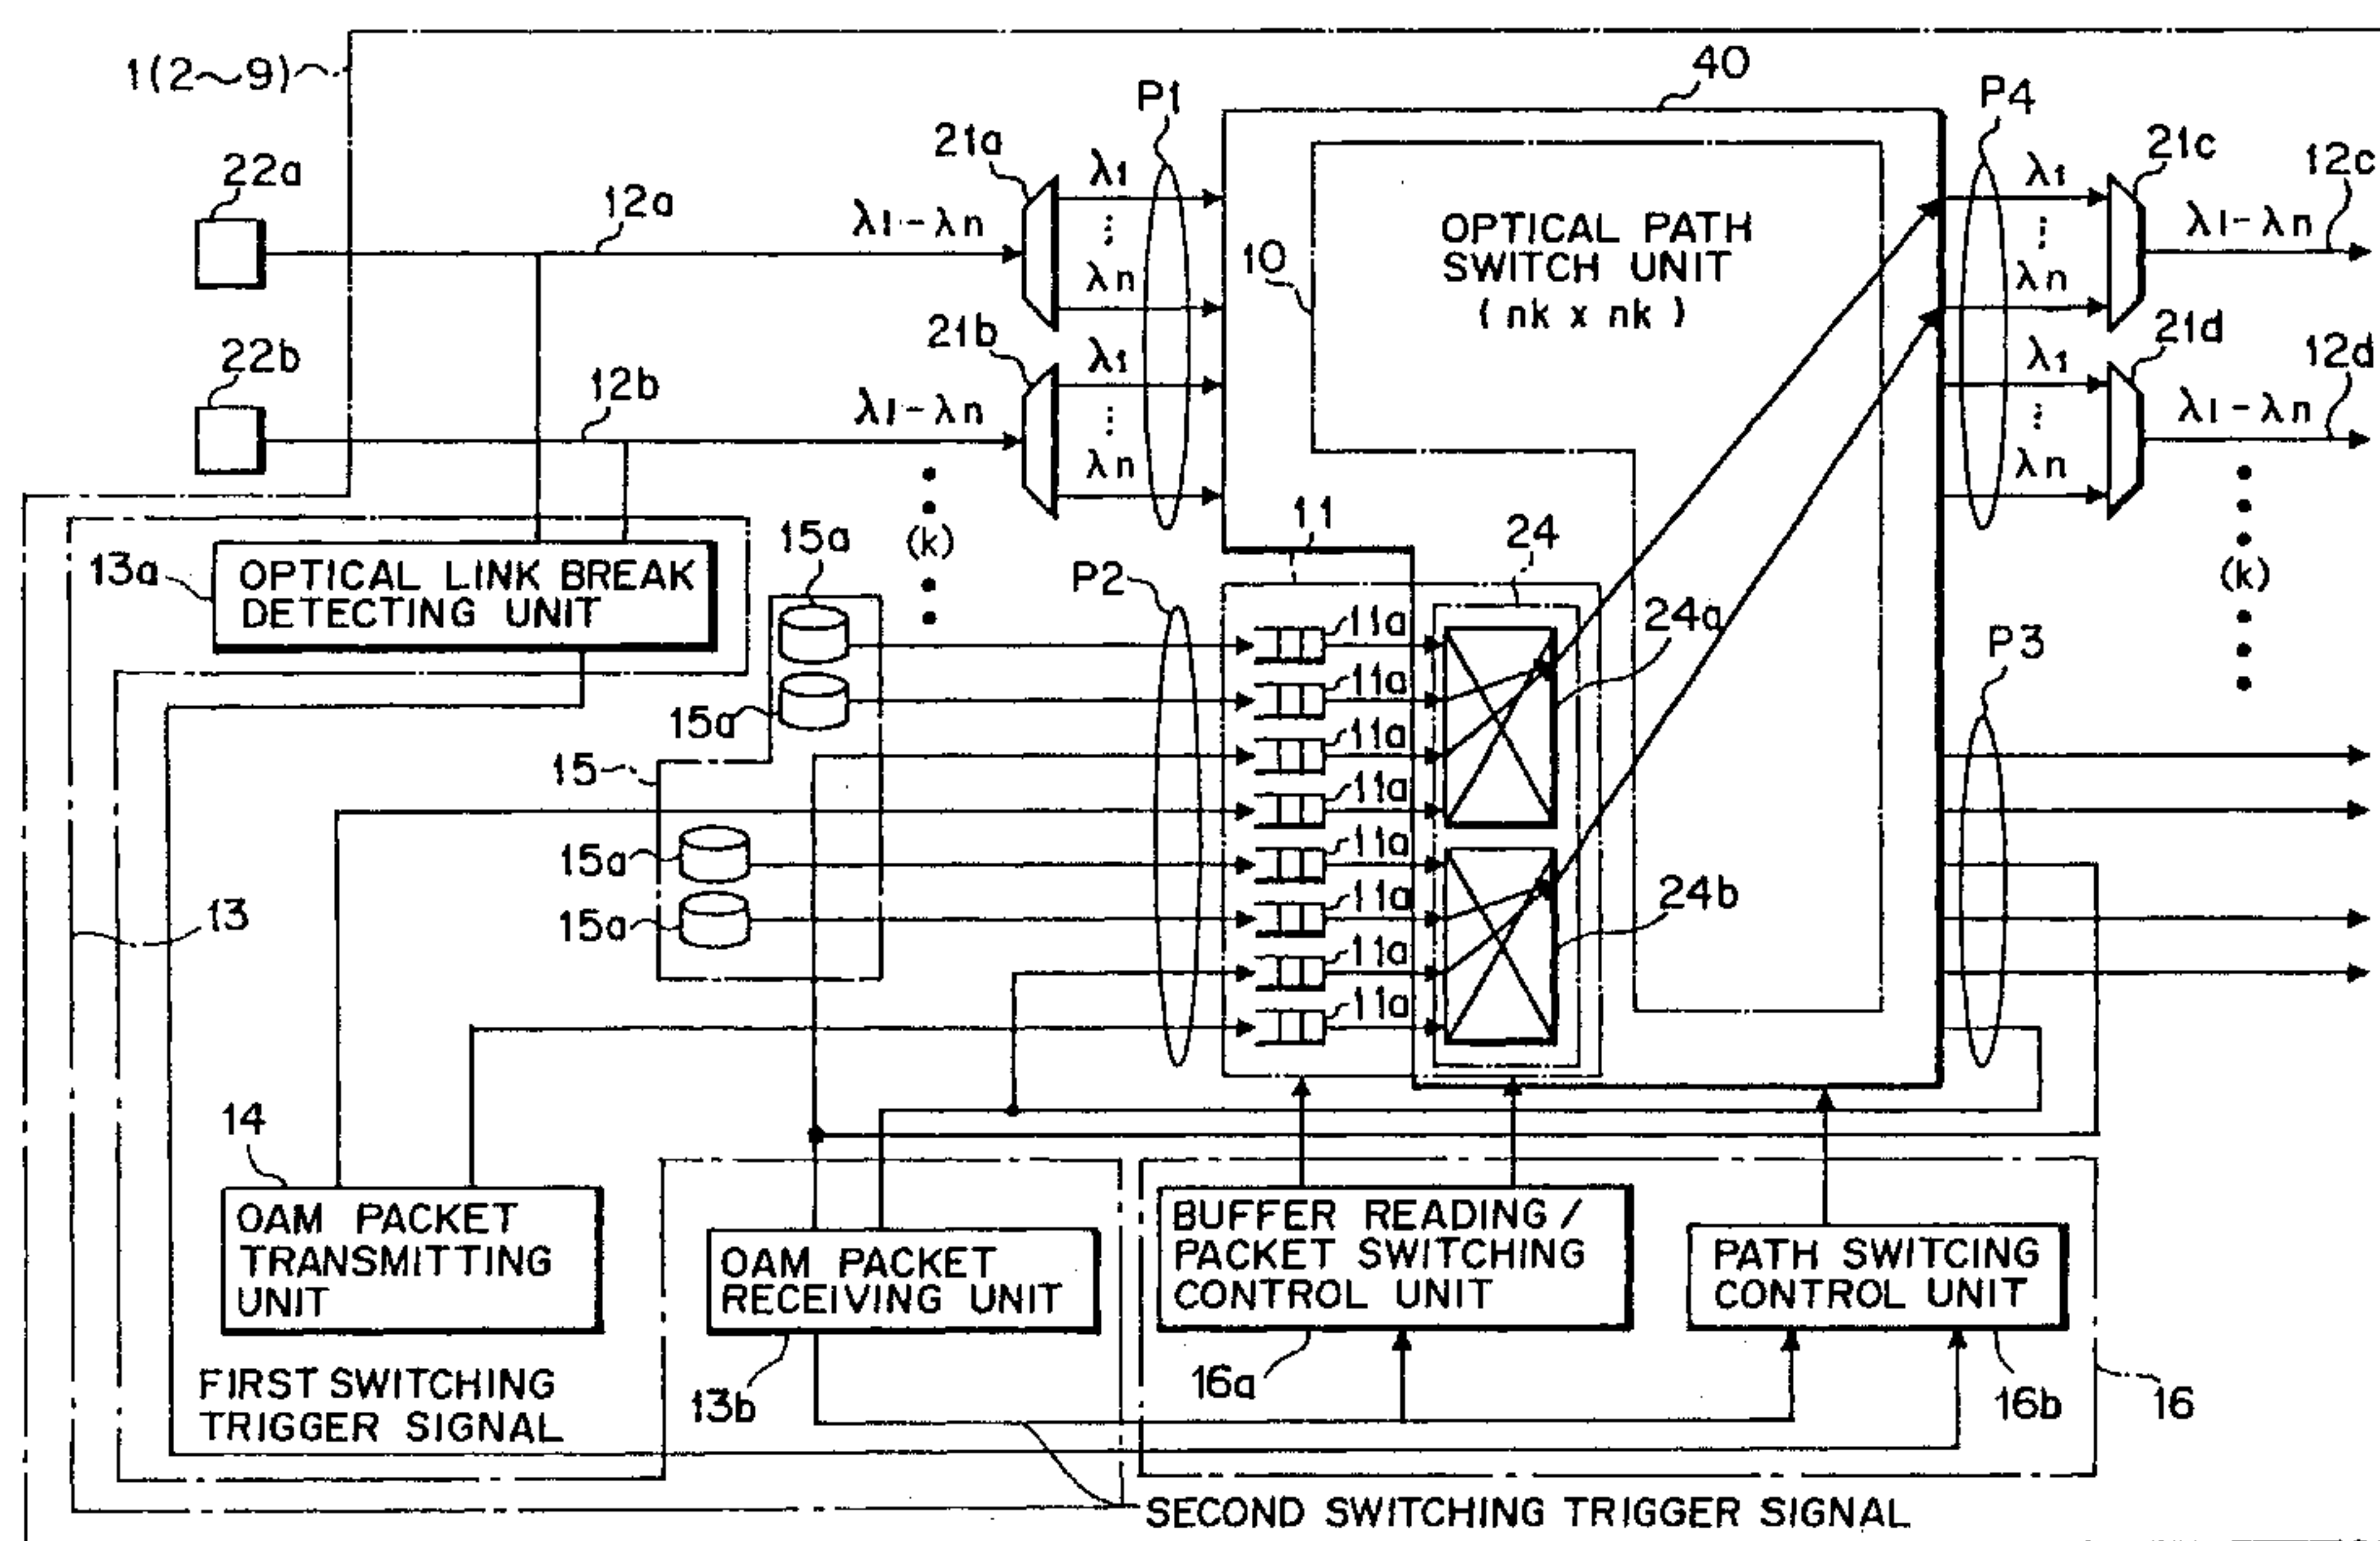 1(2~9)
40
P1
P4
22a
12a
21a
λ1
λ1-λn
λn
OPTICAL PATH
SWITCH UNIT
(nk x nk)
10
λ1
λn
21c
12c
λ1-λn
22b
12b
21b
λ1
λ1-λn
λn
λ1
λn
21d
12d
λ1-λn
(k)
(k)
13a
OPTICAL LINK BREAK
DETECTING UNIT
15a
15a
15
15a
15a
P2
11
24
11a
11a
11a
11a
11a
11a
11a
11a
24a
24b
P3
13
14
OAM PACKET
TRANSMITTING
UNIT
OAM PACKET
RECEIVING UNIT
13b
BUFFER READING /
PACKET SWITCHING
CONTROL UNIT
16a
PATH SWITCING
CONTROL UNIT
16b
16
FIRST SWITCHING
TRIGGER SIGNAL
SECOND SWITCHING TRIGGER SIGNAL